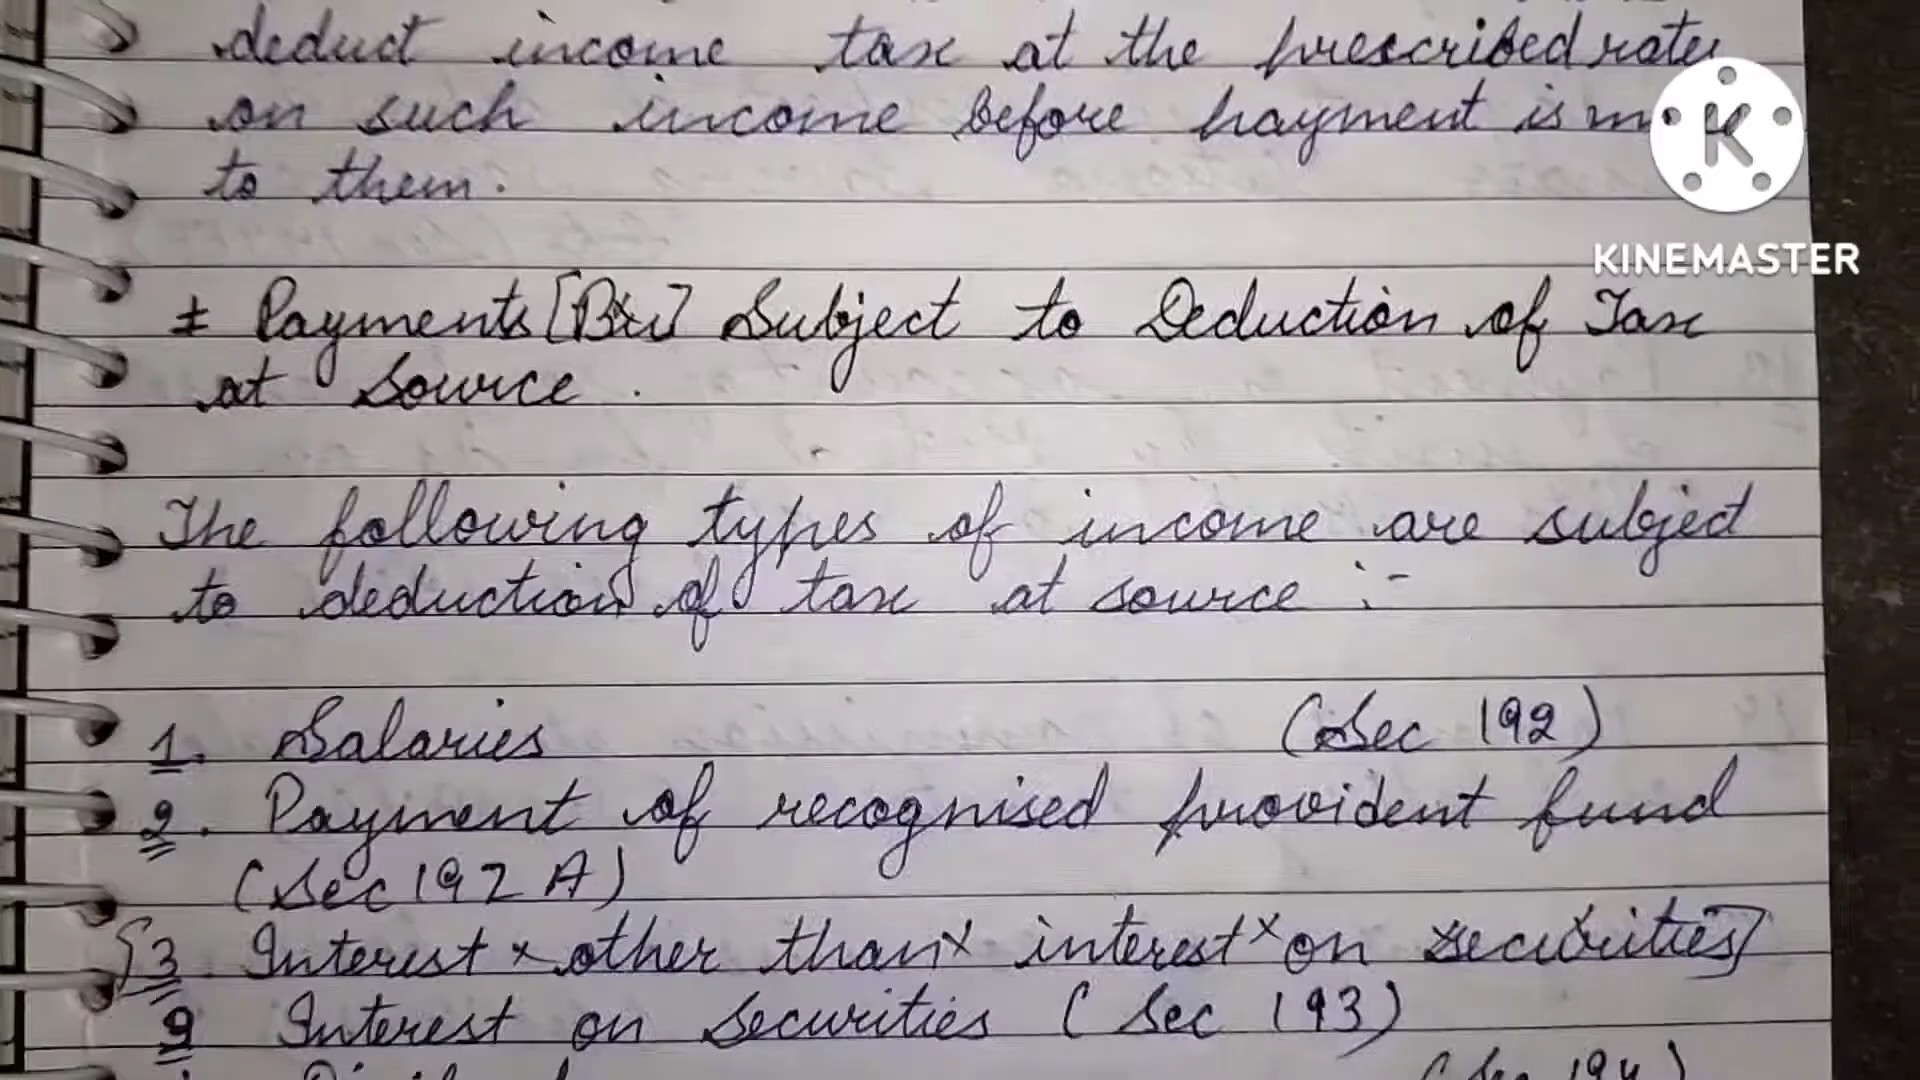 deduct income tax at the prescribed rates
on such income before payment is
to them.
K
KINEMASTER
Payments Subject to Deduction of Tax
at Source.
The following types of income are subject
to deduction of tax at source :-
1. Salaries (Sec 192)
2. Payment of recognised provident fund
(Sec 192 A)
[3. Interest x other than x interest x on securities]
Interest on securities (Sec 193)